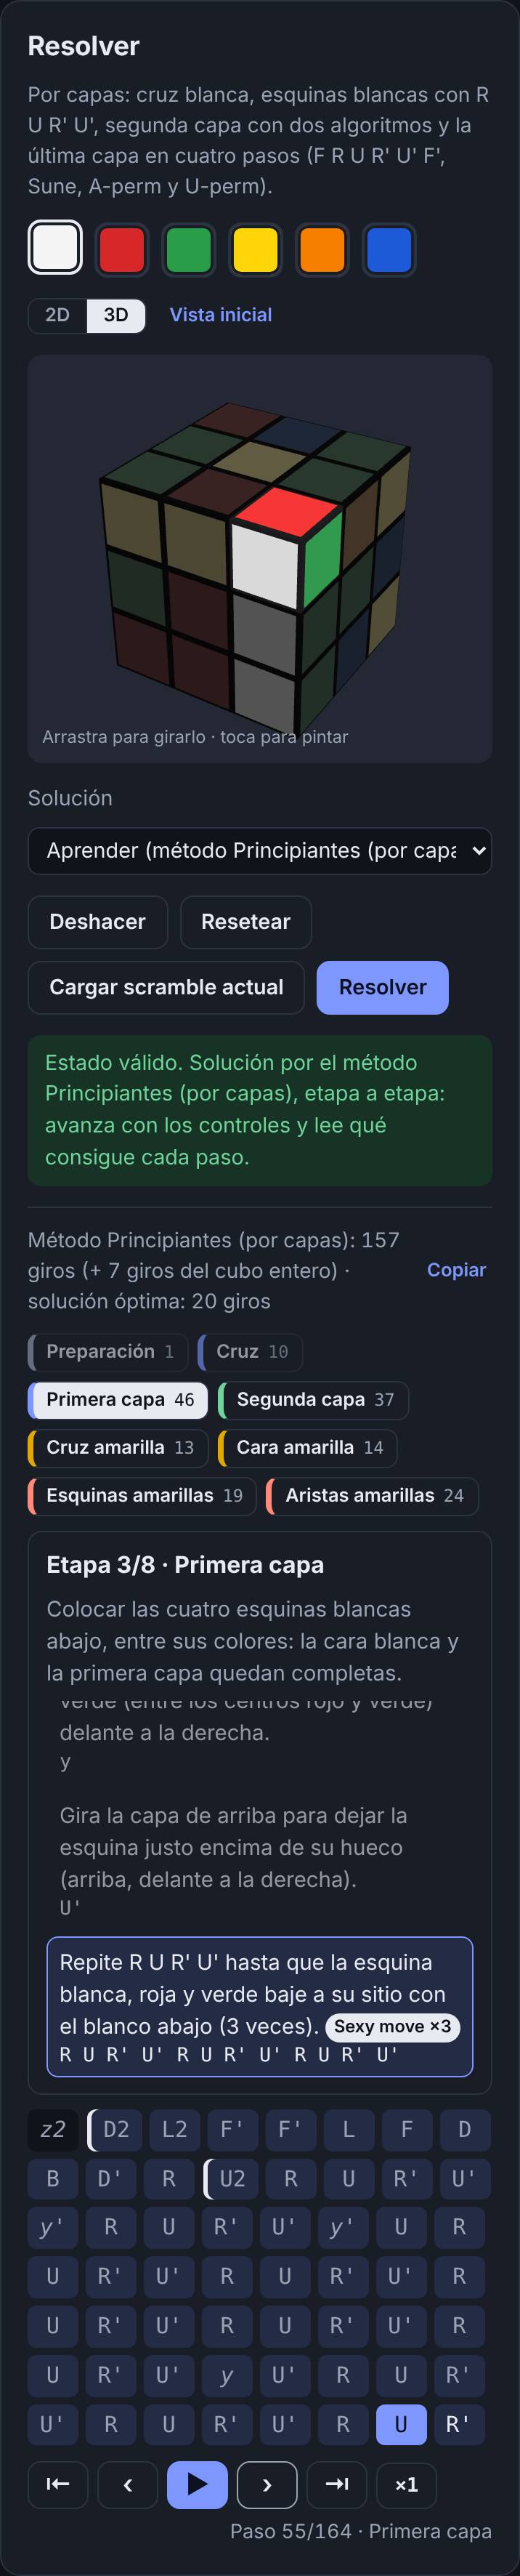 Resolver
Por capas: cruz blanca, esquinas blancas con R
U R' U', segunda capa con dos algoritmos y la
última capa en cuatro pasos (F R U R' U' F',
Sune, A-perm y U-perm).
2D 3D Vista inicial
Arrastra para girarlo · toca para pintar
Solución
Aprender (método Principiantes (por capa
Deshacer Resetear
Cargar scramble actual Resolver
Estado válido. Solución por el método
Principiantes (por capas), etapa a etapa:
avanza con los controles y lee qué
consigue cada paso.
Método Principiantes (por capas): 157
giros (+ 7 giros del cubo entero) ·
solución óptima: 20 giros
Copiar
Preparación 1 Cruz 10
Primera capa 46 Segunda capa 37
Cruz amarilla 13 Cara amarilla 14
Esquinas amarillas 19 Aristas amarillas 24
Etapa 3/8 · Primera capa
Colocar las cuatro esquinas blancas
abajo, entre sus colores: la cara blanca y
la primera capa quedan completas.
verde (entre los centros rojo y verde)
delante a la derecha.
y
Gira la capa de arriba para dejar la
esquina justo encima de su hueco
(arriba, delante a la derecha).
U'
Repite R U R' U' hasta que la esquina
blanca, roja y verde baje a su sitio con
el blanco abajo (3 veces). Sexy move ×3
R U R' U' R U R' U' R U R' U'
z2 D2 L2 F' F' L F D
B D' R U2 R U R' U'
y' R U R' U' y' U R
U R' U' R U R' U' R
U R' U' R U R' U' R
U R' U' y U' R U R'
U' R U R' U' R U R'
×1
Paso 55/164 · Primera capa